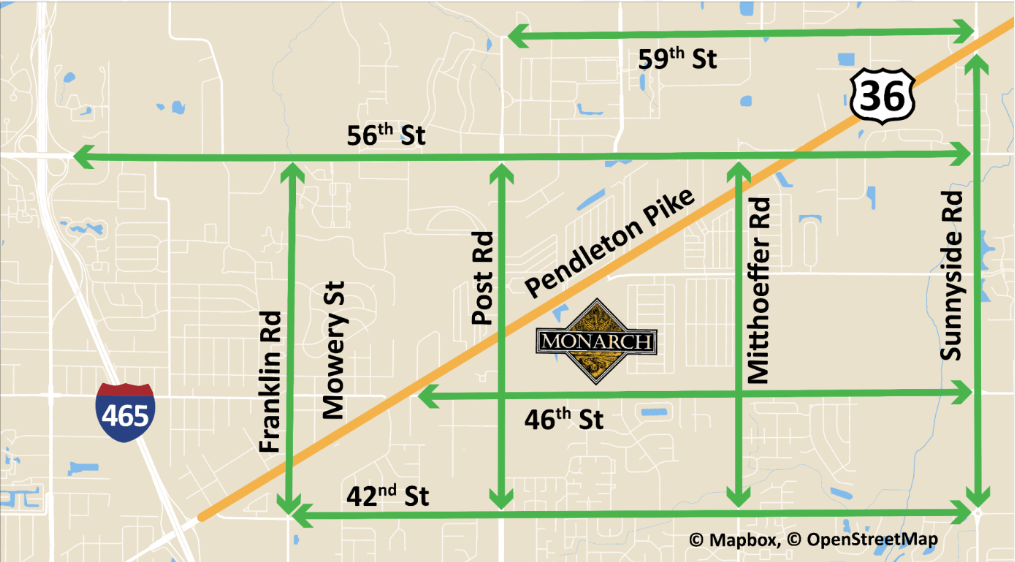 59th St
36
56th St
Pendleton Pike
Post Rd
Mitthoeffer Rd
Sunnyside Rd
Franklin Rd
Mowery St
MONARCH
465
46th St
42nd St
© Mapbox, © OpenStreetMap